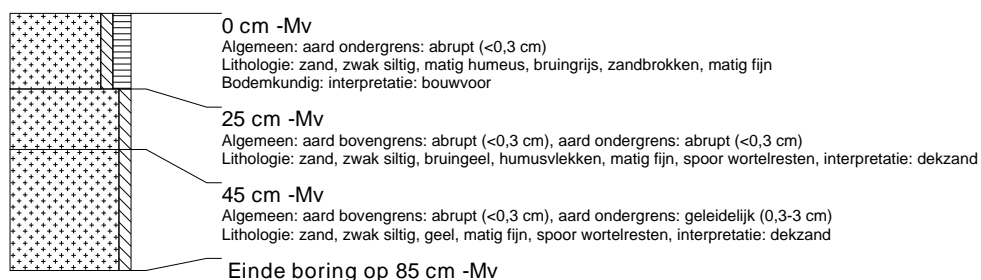 0 cm -Mv
Algemeen: aard ondergrens: abrupt (<0,3 cm)
Lithologie: zand, zwak siltig, matig humeus, bruingrijs, zandbrokken, matig fijn
Bodemkundig: interpretatie: bouwvoor
25 cm -Mv
Algemeen: aard bovengrens: abrupt (<0,3 cm), aard ondergrens: abrupt (<0,3 cm)
Lithologie: zand, zwak siltig, bruingeel, humusvlekken, matig fijn, spoor wortelresten, interpretatie: dekzand
45 cm -Mv
Algemeen: aard bovengrens: abrupt (<0,3 cm), aard ondergrens: geleidelijk (0,3-3 cm)
Lithologie: zand, zwak siltig, geel, matig fijn, spoor wortelresten, interpretatie: dekzand
Einde boring op 85 cm -Mv